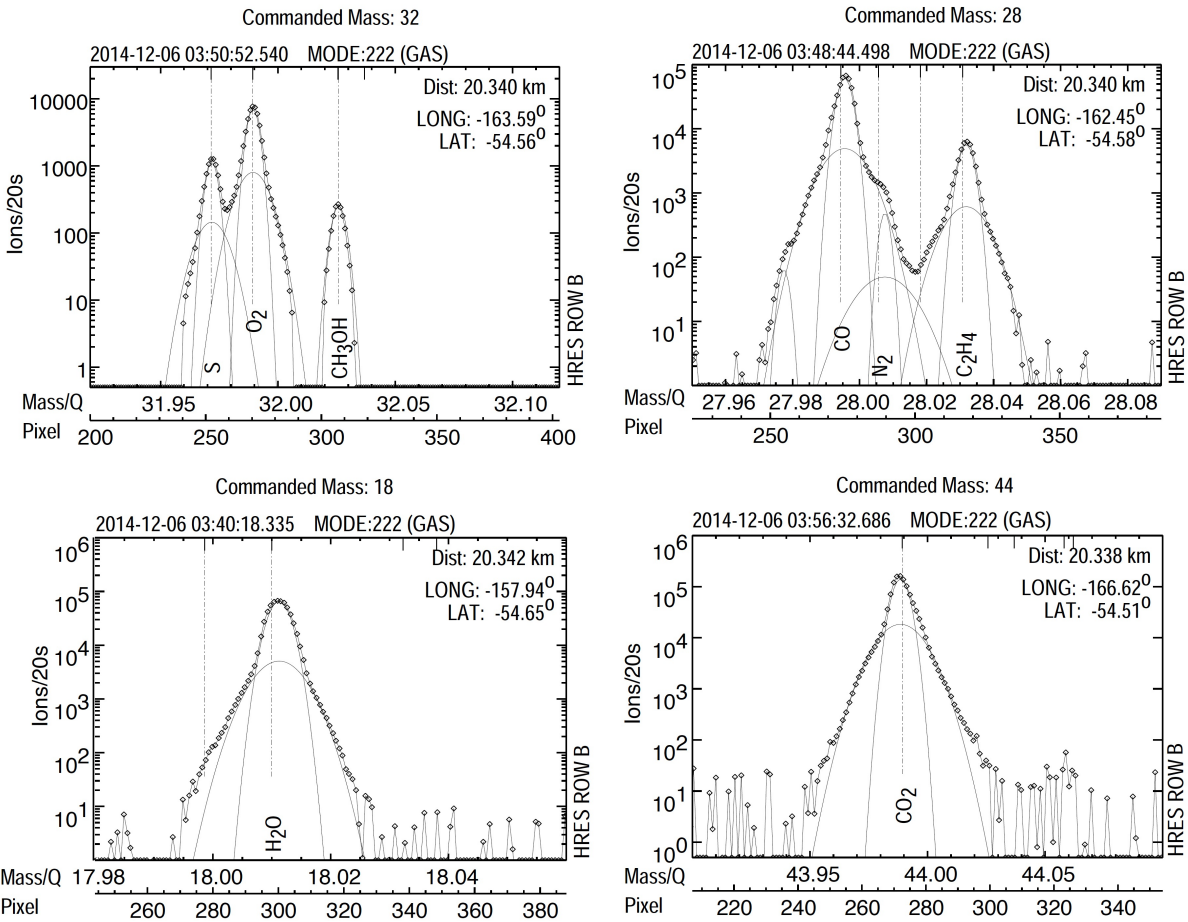 Commanded Mass: 32
2014-12-06 03:50:52.540 MODE:222 (GAS)
Dist: 20.340 km
LONG: -163.59⁰
LAT: -54.56⁰
Ions/20s
10000
1000
100
10
1
S
O₂
CH₃OH
HRES ROW B
Mass/Q 31.95 32.00 32.05 32.10
Pixel 200 250 300 350 400
Commanded Mass: 28
2014-12-06 03:48:44.498 MODE:222 (GAS)
Dist: 20.340 km
LONG: -162.45⁰
LAT: -54.58⁰
Ions/20s
10⁵
10⁴
10³
10²
10¹
CO
N₂
C₂H₄
HRES ROW B
Mass/Q 27.96 27.98 28.00 28.02 28.04 28.06 28.08
Pixel 250 300 350
Commanded Mass: 18
2014-12-06 03:40:18.335 MODE:222 (GAS)
Dist: 20.342 km
LONG: -157.94⁰
LAT: -54.65⁰
Ions/20s
10⁶
10⁵
10⁴
10³
10²
10¹
H₂O
HRES ROW B
Mass/Q 17.98 18.00 18.02 18.04
Pixel 260 280 300 320 340 360 380
Commanded Mass: 44
2014-12-06 03:56:32.686 MODE:222 (GAS)
Dist: 20.338 km
LONG: -166.62⁰
LAT: -54.51⁰
Ions/20s
10⁶
10⁵
10⁴
10³
10²
10¹
10⁰
CO₂
HRES ROW B
Mass/Q 43.95 44.00 44.05
Pixel 220 240 260 280 300 320 340